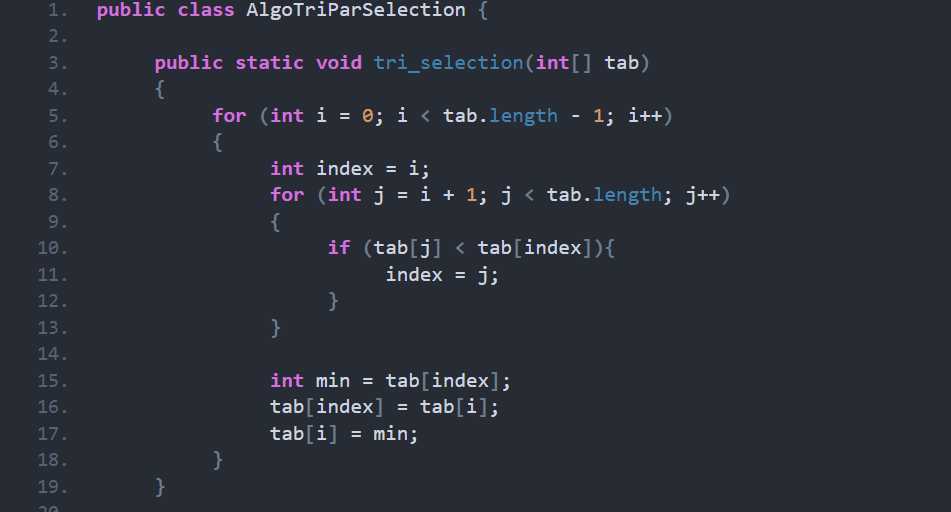 1. public class AlgoTriParSelection {
2.
3. public static void tri_selection(int[] tab)
4. {
5. for (int i = 0; i < tab.length - 1; i++)
6. {
7. int index = i;
8. for (int j = i + 1; j < tab.length; j++)
9. {
10. if (tab[j] < tab[index]){
11. index = j;
12. }
13. }
14.
15. int min = tab[index];
16. tab[index] = tab[i];
17. tab[i] = min;
18. }
19. }
20.